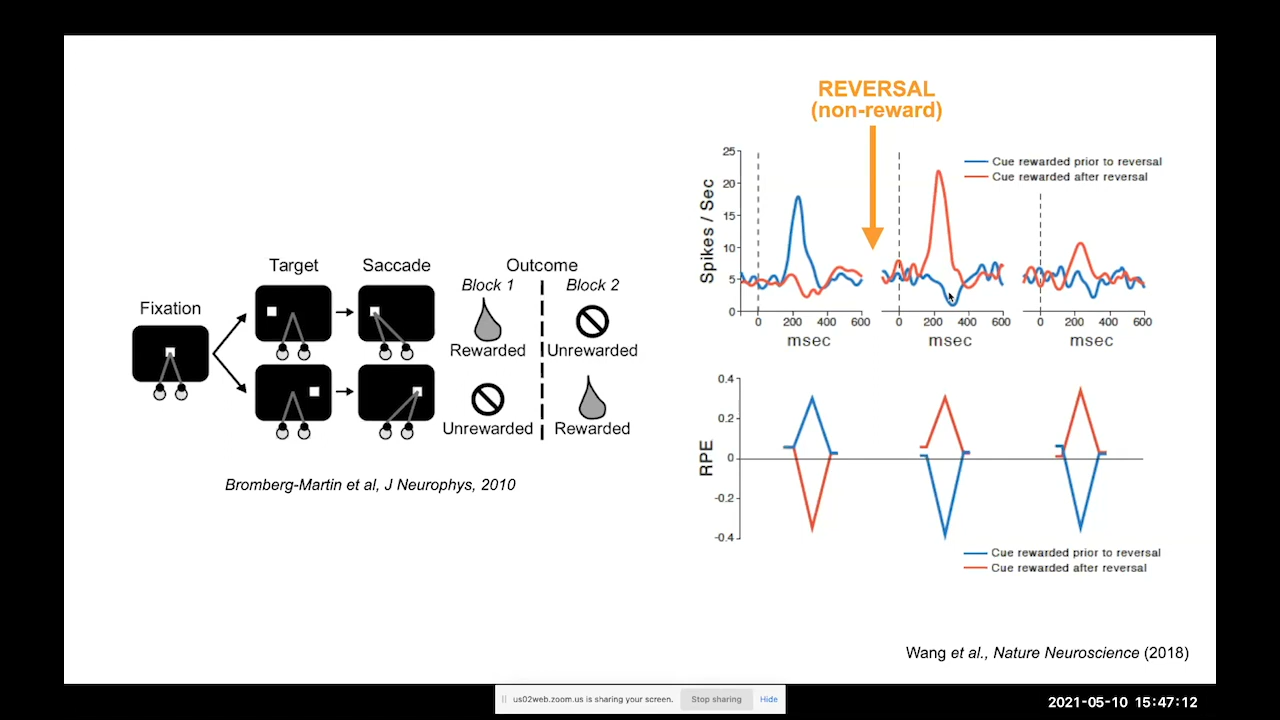 REVERSAL
(non-reward)
25
20
15
10
5
0
Spikes / Sec
Cue rewarded prior to reversal
Cue rewarded after reversal
0 200 400 600
0 200 400 600
0 200 400 600
msec
msec
msec
Target
Saccade
Outcome
Block 1
Block 2
Fixation
Rewarded
Unrewarded
Unrewarded
Rewarded
Bromberg-Martin et al, J Neurophys, 2010
0.4
0.2
0
-0.2
-0.4
RPE
Cue rewarded prior to reversal
Cue rewarded after reversal
Wang et al., Nature Neuroscience (2018)
us02web.zoom.us is sharing your screen.
Stop sharing
Hide
2021-05-10 15:47:12